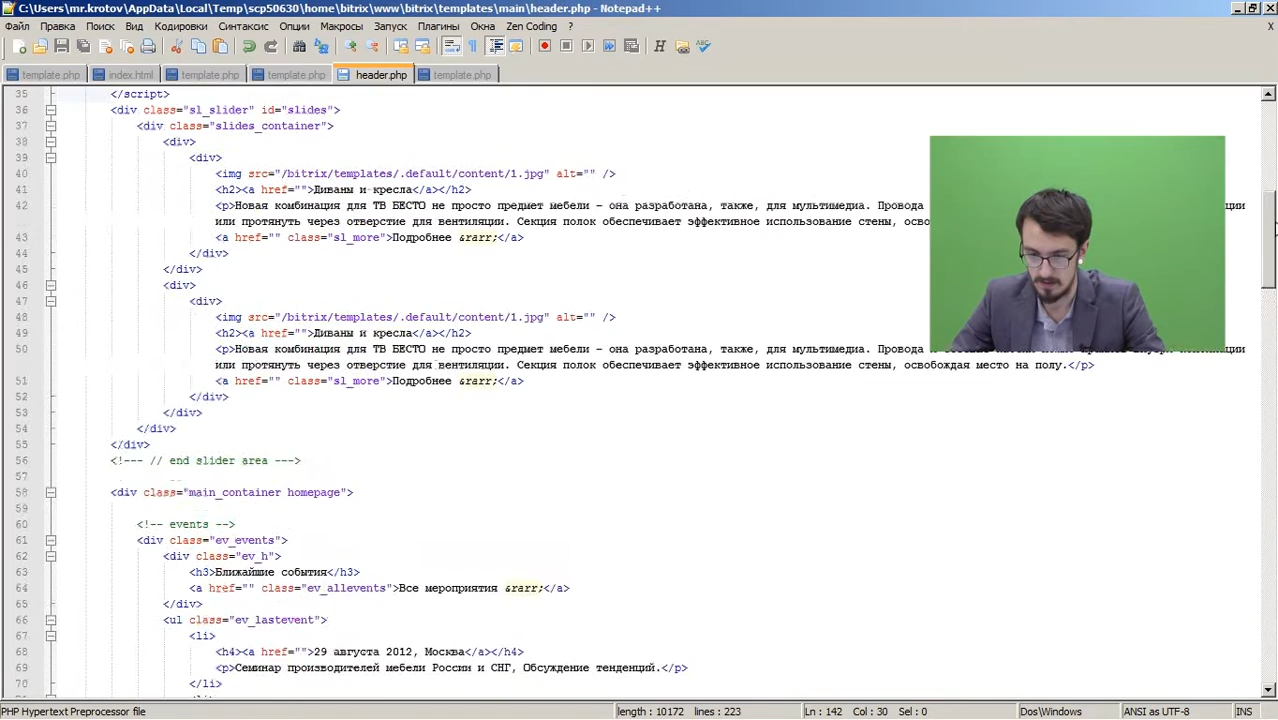 C:\Users\mr.krotov\AppData\Local\Temp\scp50630\home\bitrix\www\bitrix\templates\main\header.php - Notepad++
Файл Правка Поиск Вид Кодировки Синтаксис Опции Макросы Запуск Плагины Окна Zen Coding X
template.php index.html template.php template.php header.php template.php
35 </script>
36 <div class="sl_slider" id="slides">
37 <div class="slides_container">
38 <div>
39 <div>
40 <img src="/bitrix/templates/.default/content/1.jpg" alt="" />
41 <h2><a href="">Диваны и кресла</a></h2>
42 <p>Новая комбинация для ТВ БЕСТО не просто предмет мебели – она разработана, также, для мультимедиа. Провода
или протянуть через отверстие для вентиляции. Секция полок обеспечивает эффективное использование стены,
43 <a href="" class="sl_more">Подробнее &rarr;</a>
44 </div>
45 </div>
46 <div>
47 <div>
48 <img src="/bitrix/templates/.default/content/1.jpg" alt="" />
49 <h2><a href="">Диваны и кресла</a></h2>
50 <p>Новая комбинация для ТВ БЕСТО не просто предмет мебели – она разработана, также, для мультимедиа. Провода
или протянуть через отверстие для вентиляции. Секция полок обеспечивает эффективное использование стены, освобождая место на полу.</p>
51 <a href="" class="sl_more">Подробнее &rarr;</a>
52 </div>
53 </div>
54 </div>
55 </div>
56 <!--- // end slider area --->
57
58 <div class="main_container homepage">
59
60 <!-- events -->
61 <div class="ev_events">
62 <div class="ev_h">
63 <h3>Ближайшие события</h3>
64 <a href="" class="ev_allevents">Все мероприятия &rarr;</a>
65 </div>
66 <ul class="ev_lastevent">
67 <li>
68 <h4><a href="">29 августа 2012, Москва</a></h4>
69 <p>Семинар производителей мебели России и СНГ, Обсуждение тенденций.</p>
70 </li>
PHP Hypertext Preprocessor file length : 10172 lines : 223 Ln : 142 Col : 30 Sel : 0 Dos\Windows ANSI as UTF-8 INS